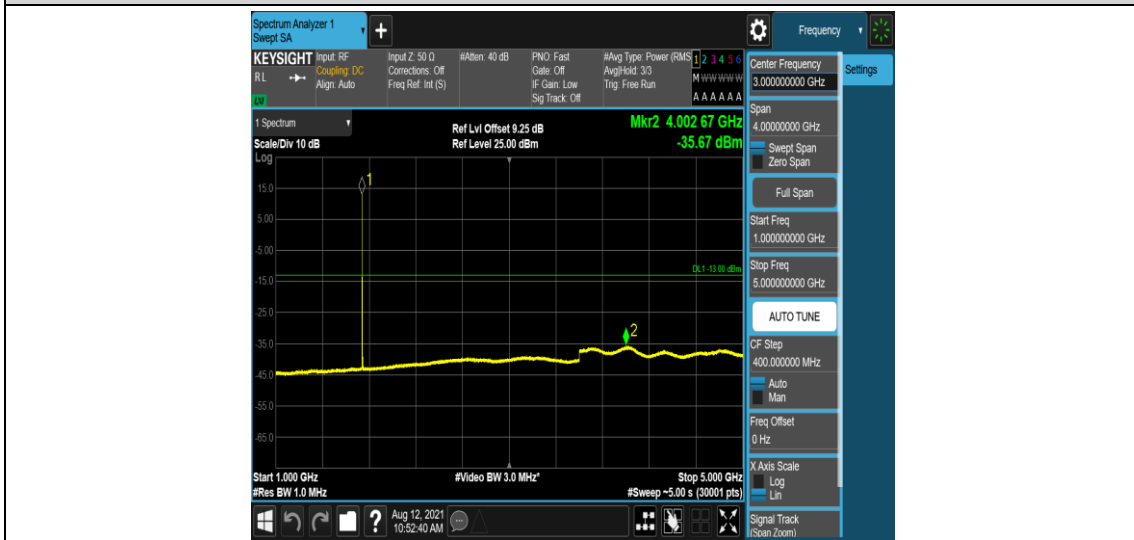 Spectrum Analyzer 1
Swept SA
+
Frequency
KEYSIGHT
RL
LXI
Input: RF
Coupling: DC
Align: Auto
Input Z: 50 Ω
Corrections: Off
Freq Ref: Int (S)
#Atten: 40 dB
PNO: Fast
Gate: Off
IF Gain: Low
Sig Track: Off
#Avg Type: Power (RMS
Avg|Hold: 3/3
Trig: Free Run
1 2 3 4 5 6
M W W W W W
A A A A A A
1 Spectrum
Scale/Div 10 dB
Log
Ref Lvl Offset 9.25 dB
Ref Level 25.00 dBm
Mkr2 4.002 67 GHz
-35.67 dBm
1
15.0
5.00
-5.00
DL1 -13.00 dBm
-15.0
-25.0
2
-35.0
-45.0
-55.0
-65.0
Start 1.000 GHz
#Res BW 1.0 MHz
#Video BW 3.0 MHz*
Stop 5.000 GHz
#Sweep ~5.00 s (30001 pts)
?
Aug 12, 2021
10:52:40 AM
Center Frequency
3.000000000 GHz
Settings
Span
4.00000000 GHz
Swept Span
Zero Span
Full Span
Start Freq
1.000000000 GHz
Stop Freq
5.000000000 GHz
AUTO TUNE
CF Step
400.000000 MHz
Auto
Man
Freq Offset
0 Hz
X Axis Scale
Log
Lin
Signal Track
(Span Zoom)